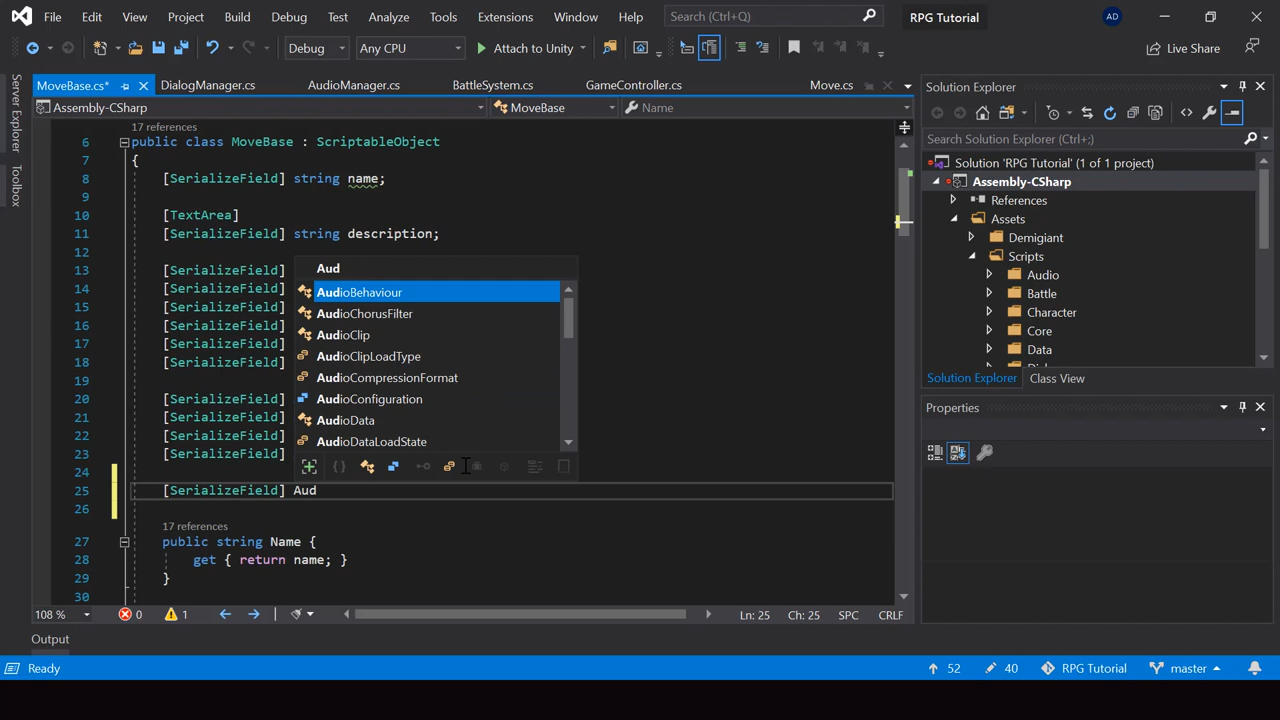 File Edit View Project Build Debug Test Analyze Tools Extensions Window Help Search (Ctrl+Q) RPG Tutorial AD
Debug Any CPU Attach to Unity Live Share
MoveBase.cs* DialogManager.cs AudioManager.cs BattleSystem.cs GameController.cs Move.cs
Assembly-CSharp MoveBase Name
Server Explorer
Toolbox
17 references
6 public class MoveBase : ScriptableObject
7 {
8 [SerializeField] string name;
9
10 [TextArea]
11 [SerializeField] string description;
12
13 [SerializeField]
14 [SerializeField]
15 [SerializeField]
16 [SerializeField]
17 [SerializeField]
18 [SerializeField]
19
20 [SerializeField]
21 [SerializeField]
22 [SerializeField]
23 [SerializeField]
24
25 [SerializeField] Aud
26
17 references
27 public string Name {
28 get { return name; }
29 }
30
Aud
AudioBehaviour
AudioChorusFilter
AudioClip
AudioClipLoadType
AudioCompressionFormat
AudioConfiguration
AudioData
AudioDataLoadState
108 % 0 1 Ln: 25 Ch: 25 SPC CRLF
Output
Solution Explorer
Search Solution Explorer (Ctrl+;)
Solution 'RPG Tutorial' (1 of 1 project)
Assembly-CSharp
References
Assets
Demigiant
Scripts
Audio
Battle
Character
Core
Data
Solution Explorer Class View
Properties
Ready 52 40 RPG Tutorial master